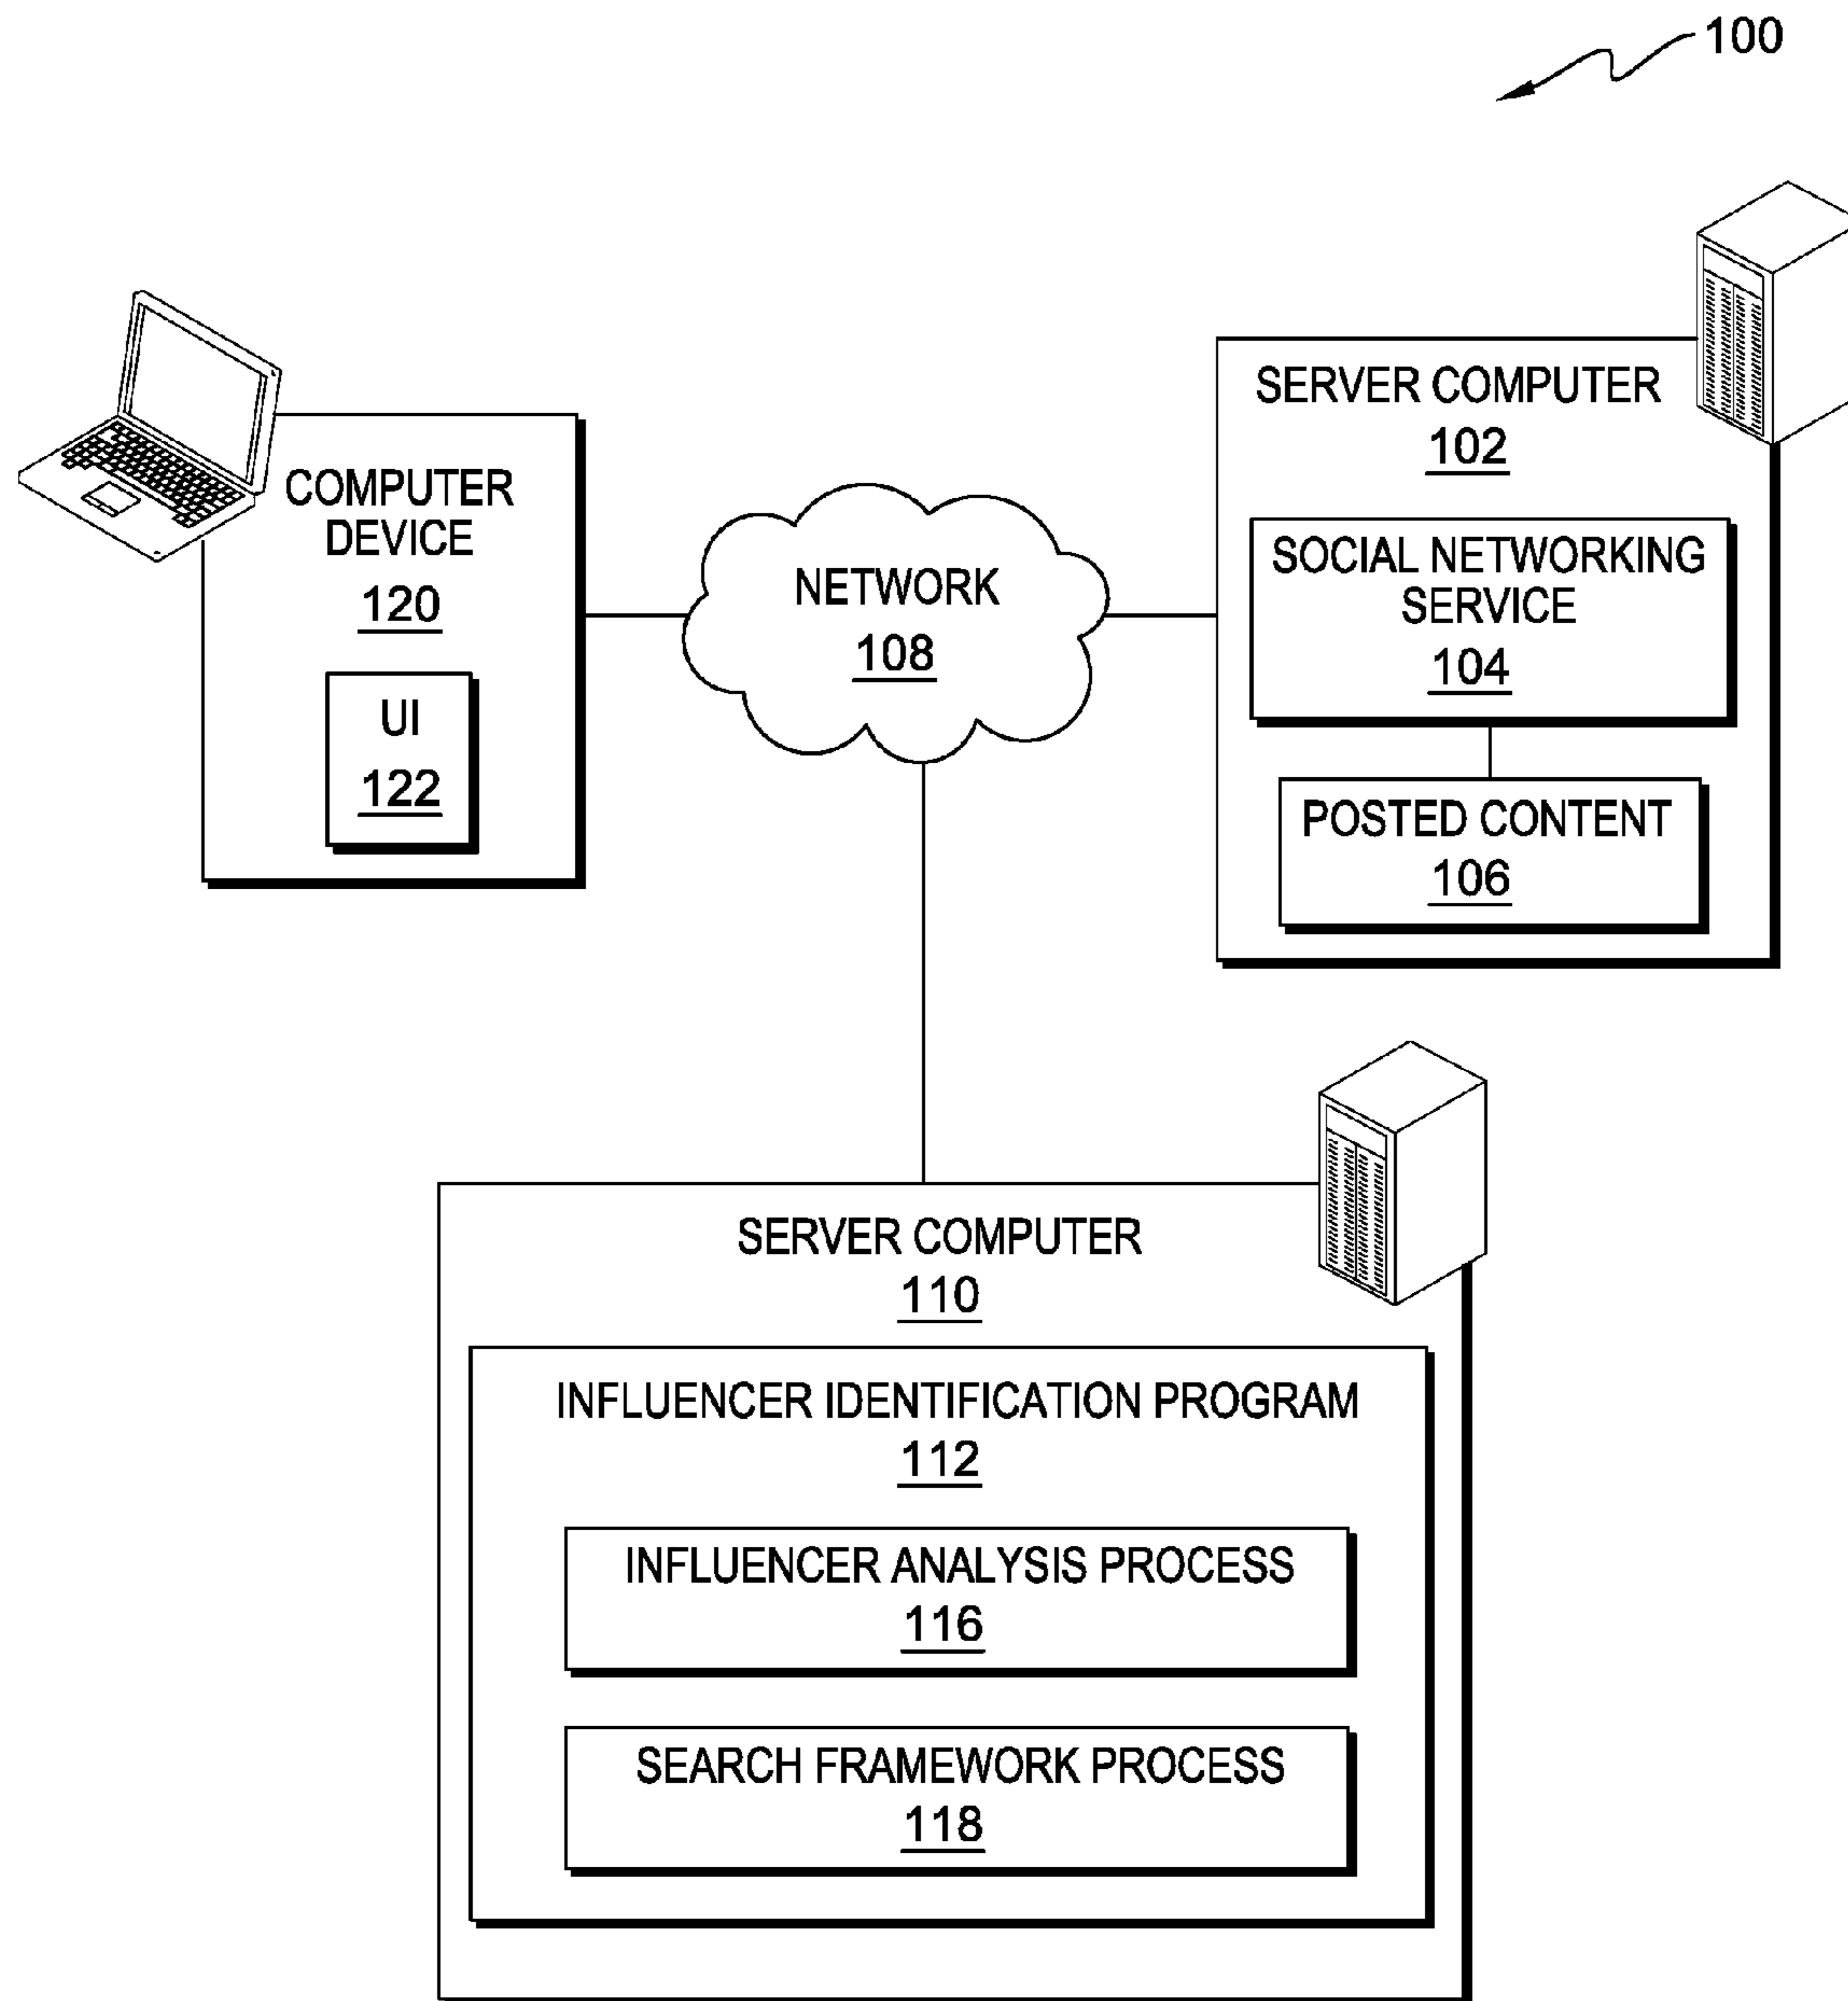 100
SERVER COMPUTER
102
SOCIAL NETWORKING
SERVICE
104
POSTED CONTENT
106
COMPUTER
DEVICE
120
UI
122
NETWORK
108
SERVER COMPUTER
110
INFLUENCER IDENTIFICATION PROGRAM
112
INFLUENCER ANALYSIS PROCESS
116
SEARCH FRAMEWORK PROCESS
118